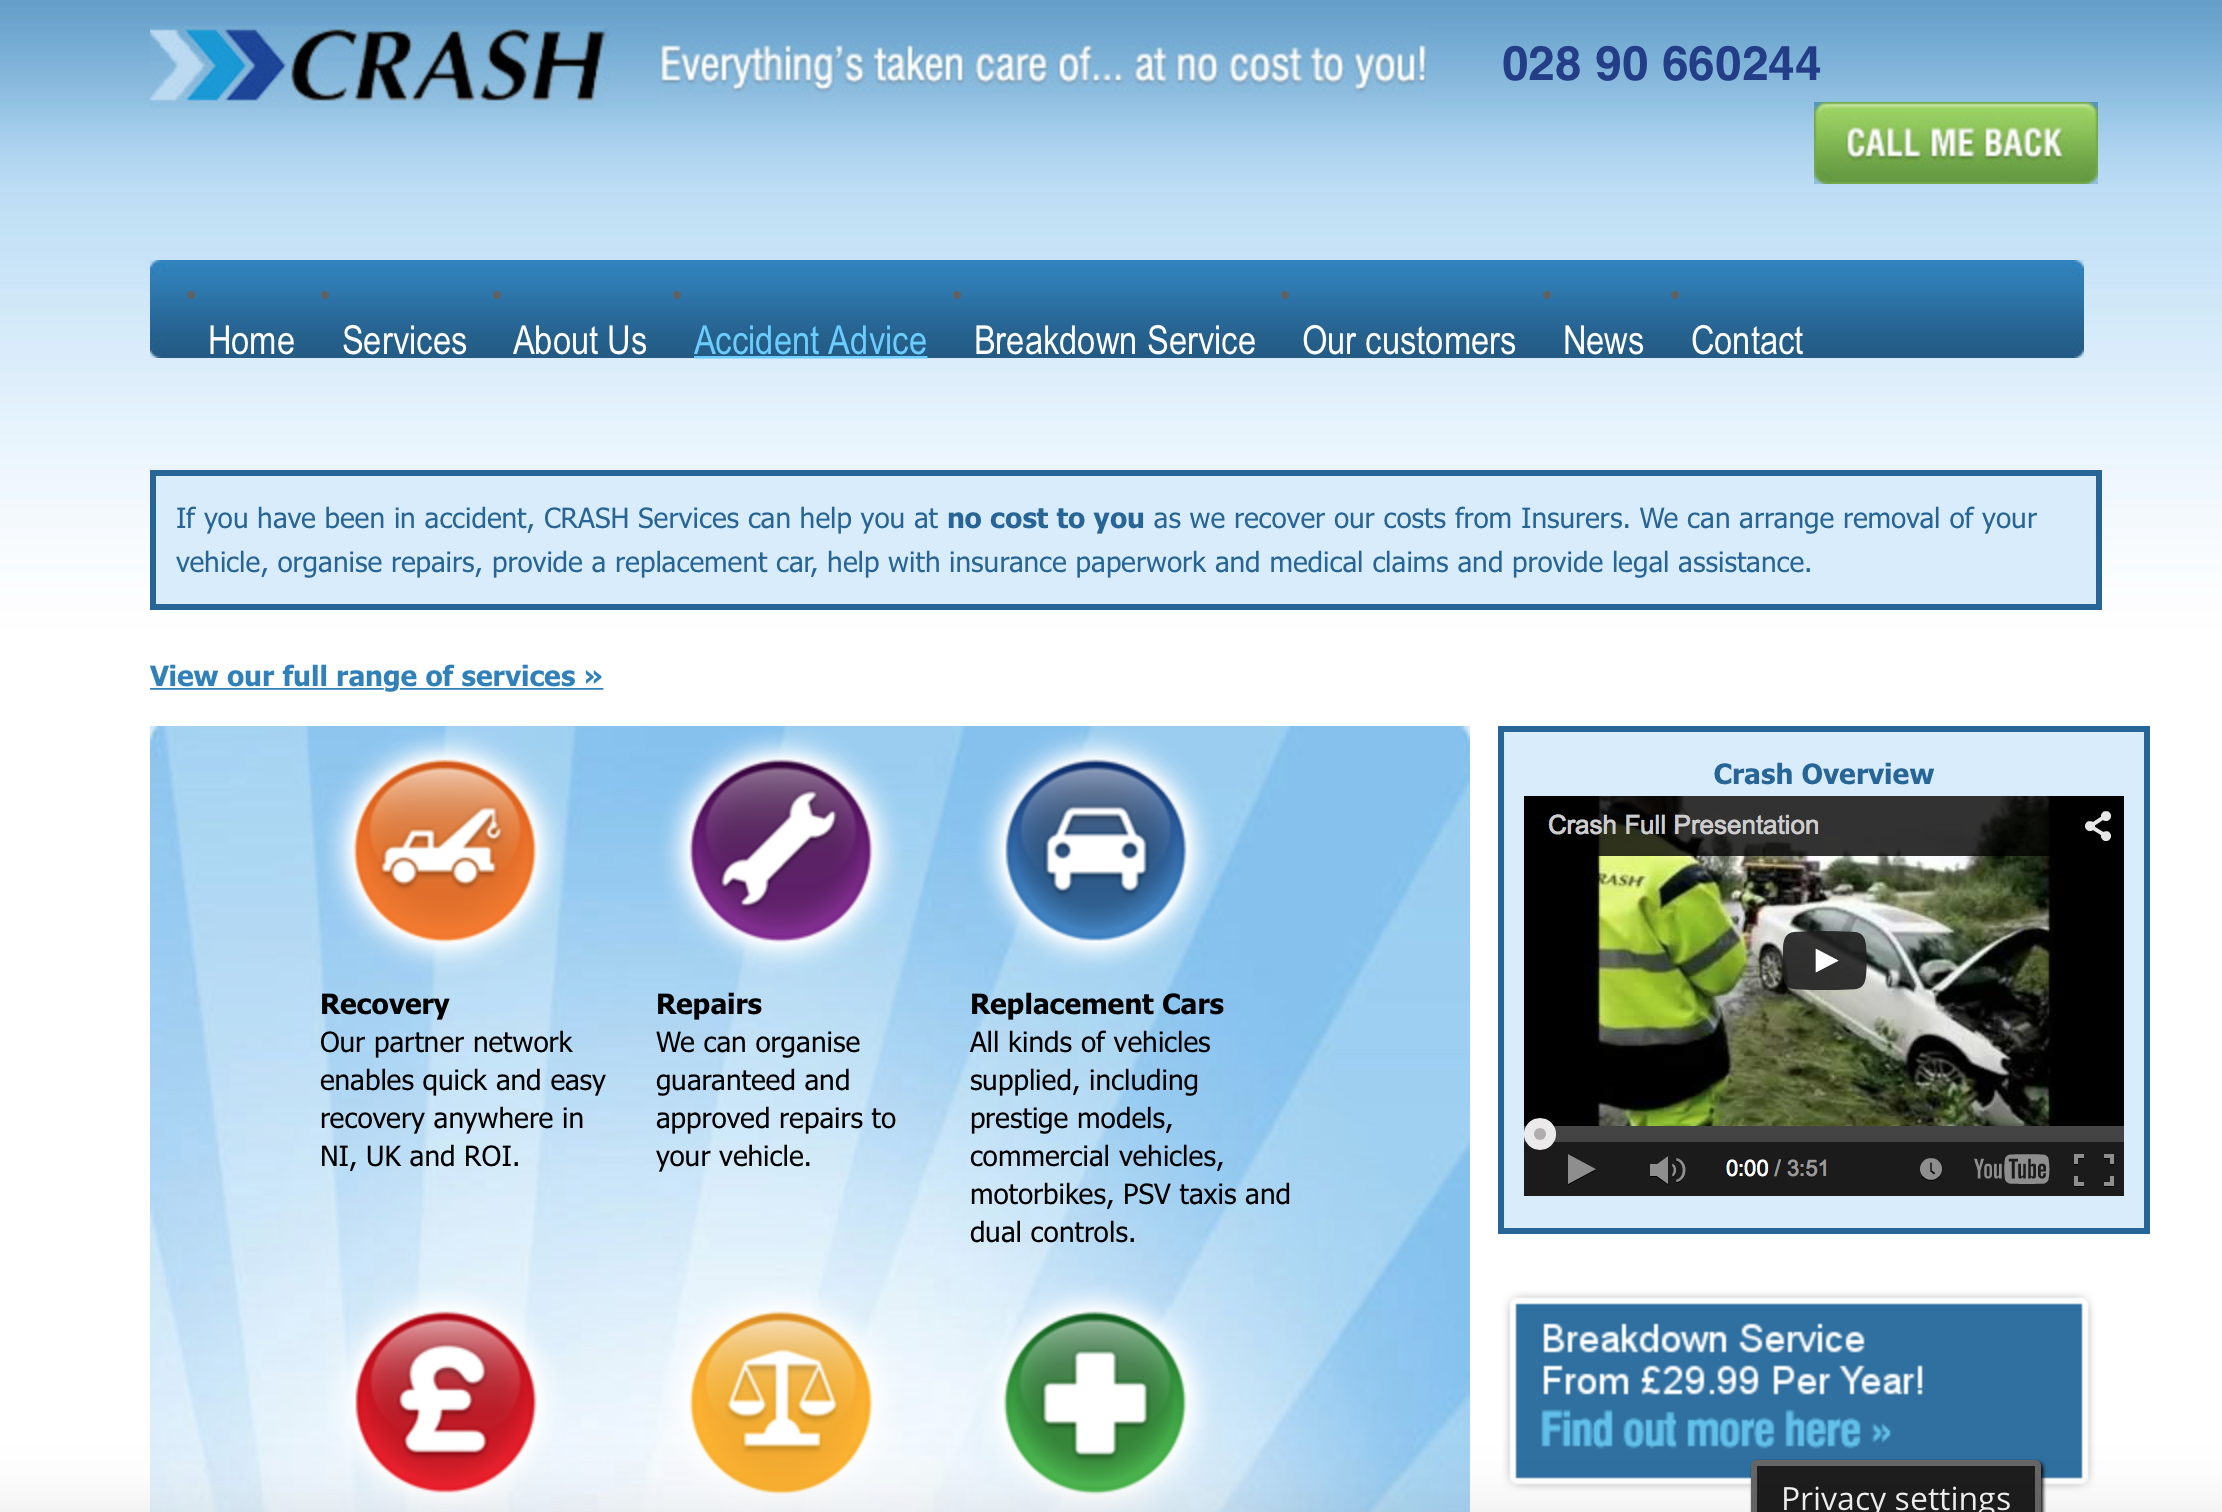 CRASH
Everything's taken care of... at no cost to you!
028 90 660244
CALL ME BACK
Home
Services
About Us
Accident Advice
Breakdown Service
Our customers
News
Contact
If you have been in accident, CRASH Services can help you at no cost to you as we recover our costs from Insurers. We can arrange removal of your
vehicle, organise repairs, provide a replacement car, help with insurance paperwork and medical claims and provide legal assistance.
View our full range of services »
Recovery
Our partner network
enables quick and easy
recovery anywhere in
NI, UK and ROI.
Repairs
We can organise
guaranteed and
approved repairs to
your vehicle.
Replacement Cars
All kinds of vehicles
supplied, including
prestige models,
commercial vehicles,
motorbikes, PSV taxis and
dual controls.
£
Crash Overview
Crash Full Presentation
RASH
0:00 / 3:51
YouTube
Breakdown Service
From £29.99 Per Year!
Find out more here »
Privacy settings